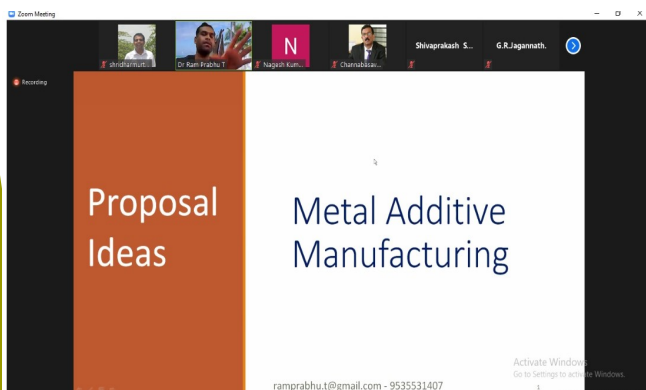 Zoom Meeting
shridharmurt...
Dr Ram Prabhu T
N
Nagesh Kum...
Channabasav...
Shivaprakash S...
G.R.Jagannath.
Recording
Proposal
Ideas
Metal Additive
Manufacturing
Activate Windows
Go to Settings to activate Windows.
ramprabhu.t@gmail.com - 9535531407
1